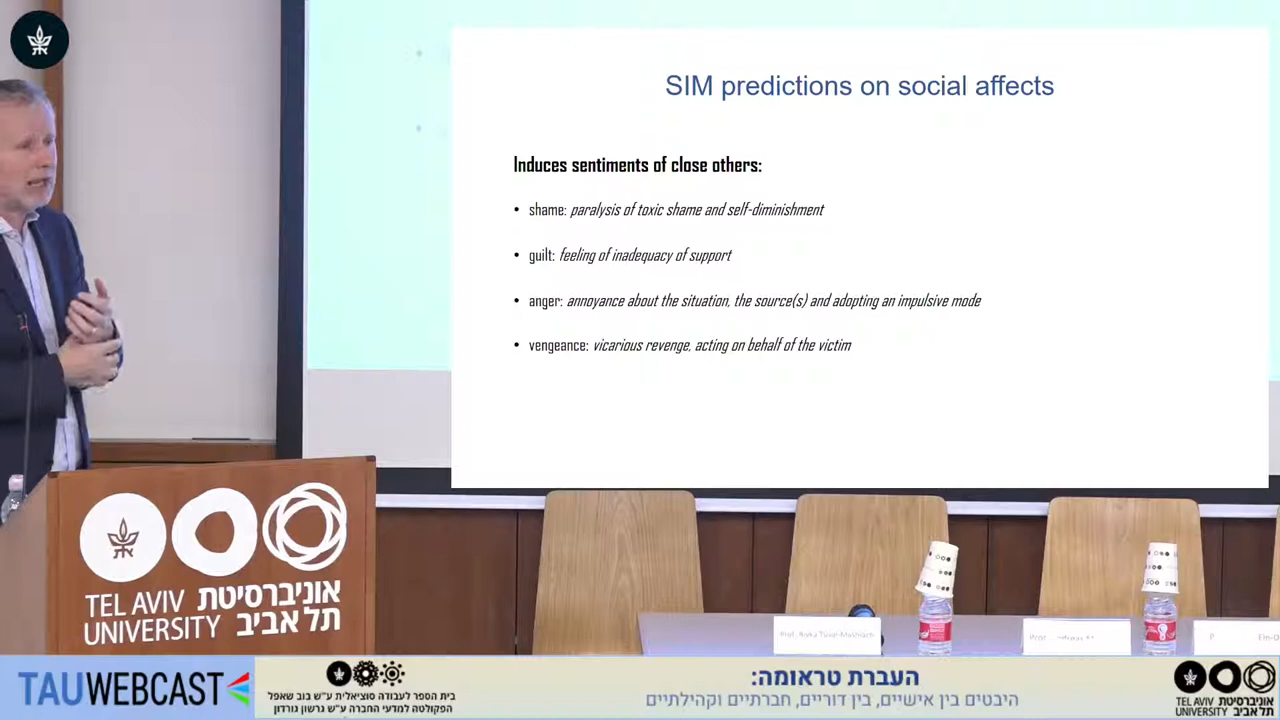 SIM predictions on social affects
Induces sentiments of close others:
• shame: paralysis of toxic shame and self-diminishment
• guilt: feeling of inadequacy of support
• anger: annoyance about the situation, the source(s) and adopting an impulsive mode
• vengeance: vicarious revenge, acting on behalf of the victim
TEL AVIV אוניברסיטת
UNIVERSITY תל אביב
Prof.
Prof.
P
TAUWEBCAST
בית הספר לעבודה סוציאלית ע"ש בוב שאפל
הפקולטה למדעי החברה ע"ש גרשון גורדון
העברת טראומה:
היבטים בין אישיים, בין דוריים, חברתיים וקהילתיים
TEL AVIV אוניברסיטת
UNIVERSITY תל אביב